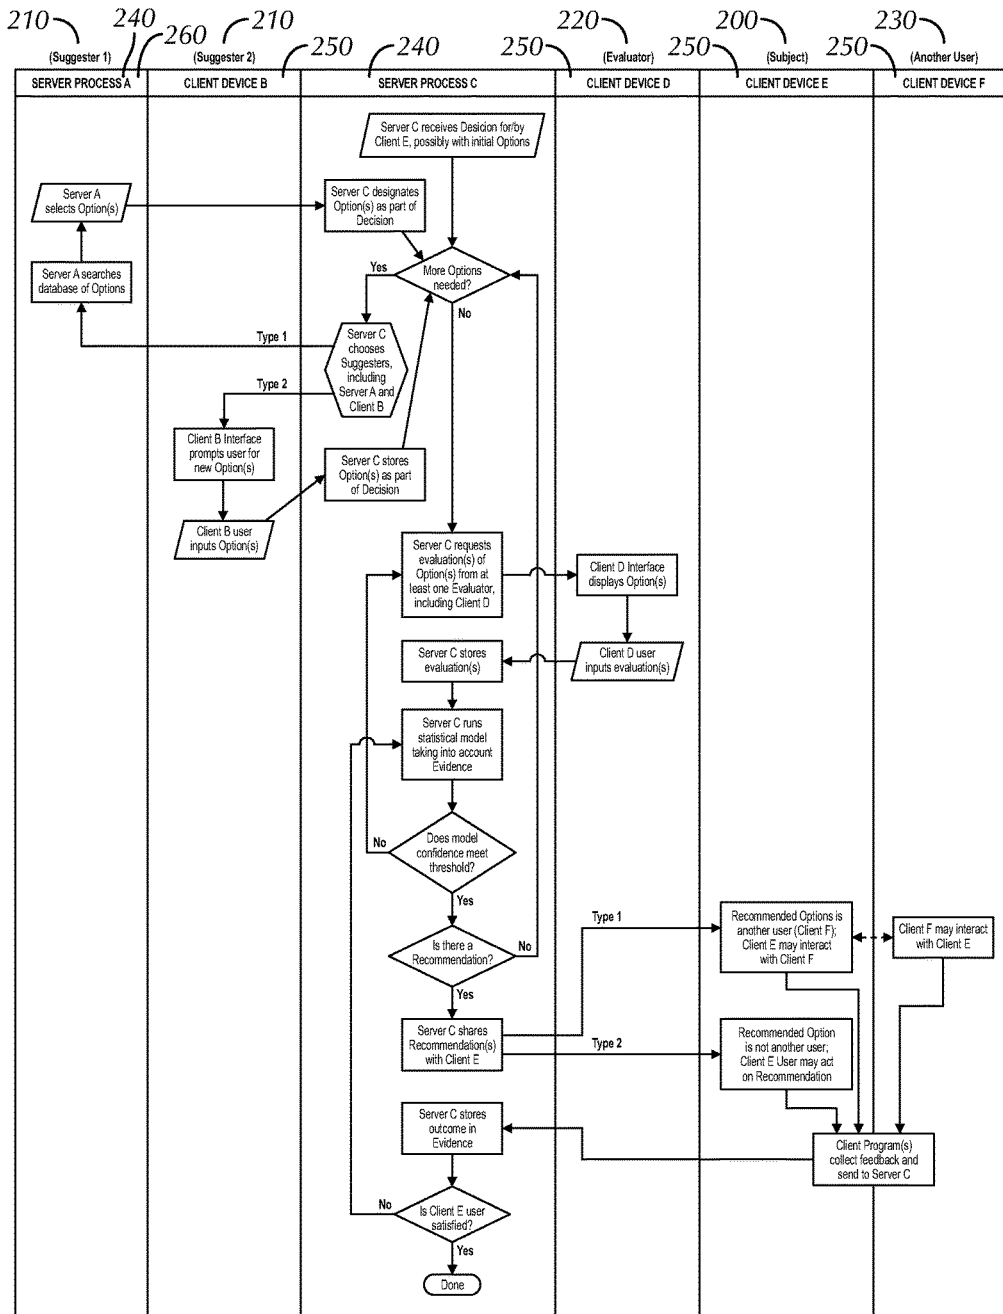 210 240 210 220 200 230
260 250 240 250 250 250
(Suggester 1) (Suggester 2) (Evaluator) (Subject) (Another User)
SERVER PROCESS A CLIENT DEVICE B SERVER PROCESS C CLIENT DEVICE D CLIENT DEVICE E CLIENT DEVICE F
Server C receives Desicion for/by
Client E, possibly with initial Options
Server A
selects Option(s)
Server C designates
Option(s) as part of
Decision
Server A searches
database of Options
Yes
More Options
needed?
No
Type 1
Server C
chooses
Suggesters,
including
Server A and
Client B
Type 2
Client B Interface
prompts user for
new Option(s)
Server C stores
Option(s) as part
of Decision
Client B user
inputs Option(s)
Server C requests
evaluation(s) of
Option(s) from at
least one Evaluator,
including Client D
Client D Interface
displays Option(s)
Server C stores
evaluation(s)
Client D user
inputs evaluation(s)
Server C runs
statistical model
taking into account
Evidence
No
Does model
confidence meet
threshold?
Yes
Is there a
Recommendation?
No
Yes
Type 1
Recommended Options is
another user (Client F);
Client E may interact
with Client F
Client F may interact
with Client E
Server C shares
Recommendation(s)
with Client E
Type 2
Recommended Option
is not another user;
Client E User may act
on Recommendation
Server C stores
outcome in
Evidence
Client Program(s)
collect feedback and
send to Server C
No
Is Client E user
satisfied?
Yes
Done